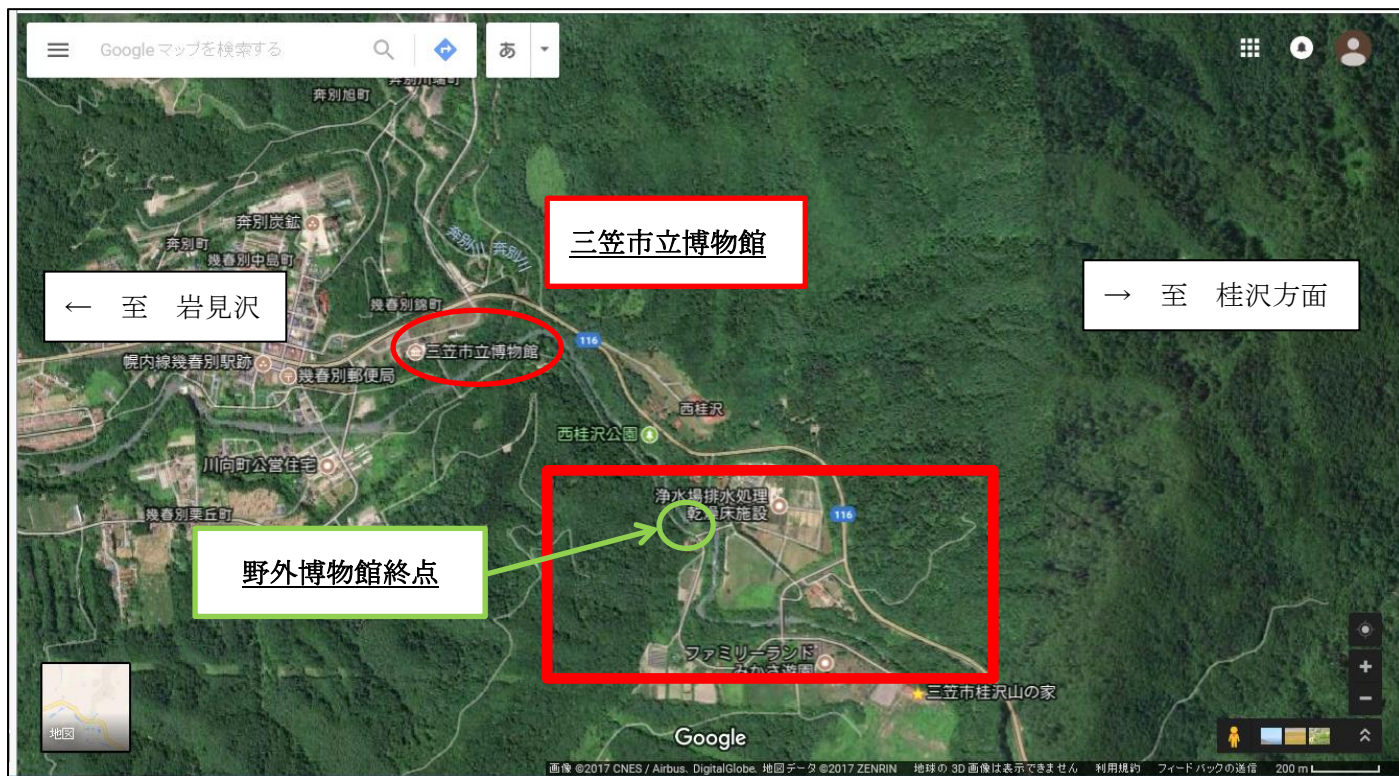 Google マップを検索する
あ
奔別川端町
奔別旭町
奔別炭鉱
奔別町
幾春別中島町
奔別川
奔別川
三笠市立博物館
← 至 岩見沢
→ 至 桂沢方面
幾春別錦町
三笠市立博物館
116
幌内線幾春別駅跡
幾春別郵便局
西桂沢
西桂沢公園
川向町公営住宅
幾春別栗丘町
浄水場排水処理
乾燥床施設
116
野外博物館終点
ファミリーランド
みかさ遊園
三笠市桂沢山の家
地図
Google
画像 ©2017 CNES / Airbus. DigitalGlobe. 地図データ ©2017 ZENRIN 地球の 3D 画像は表示できません 利用規約 フィードバックの送信 200 m